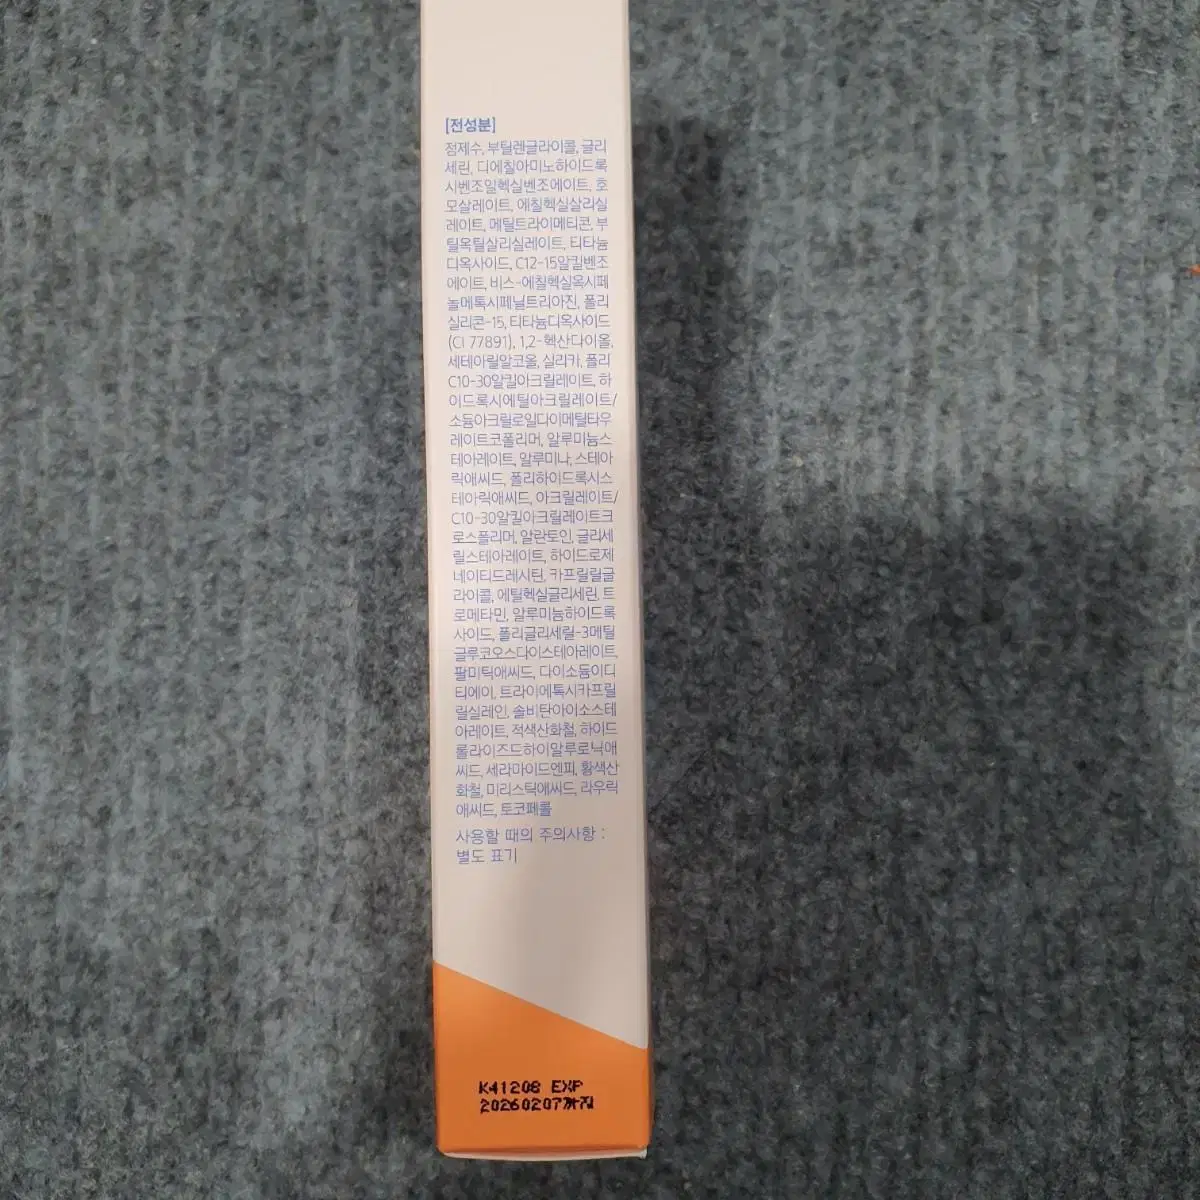 [전성분]
정제수, 부틸렌글라이콜, 글리
세린, 디에칠아미노하이드록
시벤조일헥실벤조에이트, 호
모살레이트, 에칠헥실살리실
레이트, 메틸트라이메티콘, 부
틸옥틸살리실레이트, 티타늄
디옥사이드, C12-15알킬벤조
에이트, 비스-에칠헥실옥시페
놀메톡시페닐트리아진, 폴리
실리콘-15, 티타늄디옥사이드
(CI 77891), 1,2-헥산다이올,
세테아릴알코올, 실리카, 폴리
C10-30알킬아크릴레이트, 하
이드록시에틸아크릴레이트/
소듐아크릴로일다이메틸타우
레이트코폴리머, 알루미늄스
테아레이트, 알루미나, 스테아
릭애씨드, 폴리하이드록시스
테아릭애씨드, 아크릴레이트/
C10-30알킬아크릴레이트크
로스폴리머, 알란토인, 글리세
릴스테아레이트, 하이드로제
네이티드레시틴, 카프릴릴글
라이콜, 에틸헥실글리세린, 트
로메타민, 알루미늄하이드록
사이드, 폴리글리세릴-3메틸
글루코오스다이스테아레이트,
팔미틱애씨드, 다이소듐이디
티에이, 트라이에톡시카프릴
릴실레인, 솔비탄아이소스테
아레이트, 적색산화철, 하이드
롤라이즈드하이알루로닉애
씨드, 세라마이드엔피, 황색산
화철, 미리스틱애씨드, 라우릭
애씨드, 토코페롤
사용할 때의 주의사항 :
별도 표기
K41208 EXP
20260207까지